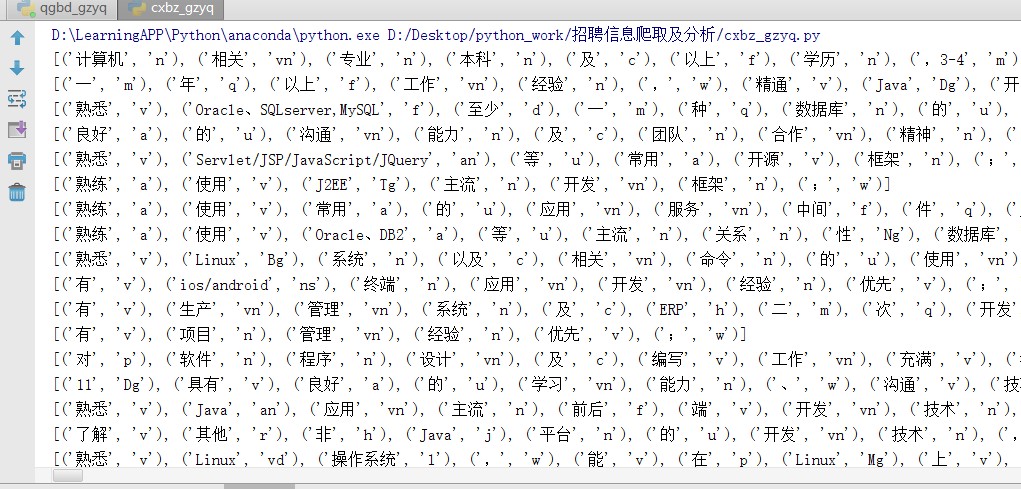 qgbd_gzyq cxbz_gzyq
D:\LearningAPP\Python\anaconda\python.exe D:/Desktop/python_work/招聘信息爬取及分析/cxbz_gzyq.py
[('计算机', 'n'), ('相关', 'vn'), ('专业', 'n'), ('本科', 'n'), ('及', 'c'), ('以上', 'f'), ('学历', 'n'), (', 3-4', 'm')
[('一', 'm'), ('年', 'q'), ('以上', 'f'), ('工作', 'vn'), ('经验', 'n'), (', ', 'w'), ('精通', 'v'), ('Java', 'Dg'), ('开
[('熟悉', 'v'), ('Oracle、SQLserver,MySQL', 'f'), ('至少', 'd'), ('一', 'm'), ('种', 'q'), ('数据库', 'n'), ('的', 'u'),
[('良好', 'a'), ('的', 'u'), ('沟通', 'vn'), ('能力', 'n'), ('及', 'c'), ('团队', 'n'), ('合作', 'vn'), ('精神', 'n'), ('
[('熟悉', 'v'), ('Servlet/JSP/JavaScript/JQuery', 'an'), ('等', 'u'), ('常用', 'a'), ('开源', 'v'), ('框架', 'n'), ('；',
[('熟练', 'a'), ('使用', 'v'), ('J2EE', 'Tg'), ('主流', 'n'), ('开发', 'vn'), ('框架', 'n'), ('；', 'w')]
[('熟练', 'a'), ('使用', 'v'), ('常用', 'a'), ('的', 'u'), ('应用', 'vn'), ('服务', 'vn'), ('中间', 'f'), ('件', 'q'), (
[('熟练', 'a'), ('使用', 'v'), ('Oracle、DB2', 'a'), ('等', 'u'), ('主流', 'n'), ('关系', 'n'), ('性', 'Ng'), ('数据库',
[('熟悉', 'v'), ('Linux', 'Bg'), ('系统', 'n'), ('以及', 'c'), ('相关', 'vn'), ('命令', 'n'), ('的', 'u'), ('使用', 'vn')
[('有', 'v'), ('ios/android', 'ns'), ('终端', 'n'), ('应用', 'vn'), ('开发', 'vn'), ('经验', 'n'), ('优先', 'v'), ('；',
[('有', 'v'), ('生产', 'vn'), ('管理', 'vn'), ('系统', 'n'), ('及', 'c'), ('ERP', 'h'), ('二', 'm'), ('次', 'q'), ('开发
[('有', 'v'), ('项目', 'n'), ('管理', 'vn'), ('经验', 'n'), ('优先', 'v'), ('；', 'w')]
[('对', 'p'), ('软件', 'n'), ('程序', 'n'), ('设计', 'vn'), ('及', 'c'), ('编写', 'v'), ('工作', 'vn'), ('充满', 'v'), ('
[('11', 'Dg'), ('具有', 'v'), ('良好', 'a'), ('的', 'u'), ('学习', 'vn'), ('能力', 'n'), ('、', 'w'), ('沟通', 'v'), ('技
[('熟悉', 'v'), ('Java', 'an'), ('应用', 'vn'), ('主流', 'n'), ('前后', 'f'), ('端', 'v'), ('开发', 'vn'), ('技术', 'n'),
[('了解', 'v'), ('其他', 'r'), ('非', 'h'), ('Java', 'j'), ('平台', 'n'), ('的', 'u'), ('开发', 'vn'), ('技术', 'n'), (',
[('熟悉', 'v'), ('Linux', 'vd'), ('操作系统', 'l'), (', ', 'w'), ('能', 'v'), ('在', 'p'), ('Linux', 'Mg'), ('上', 'v'),